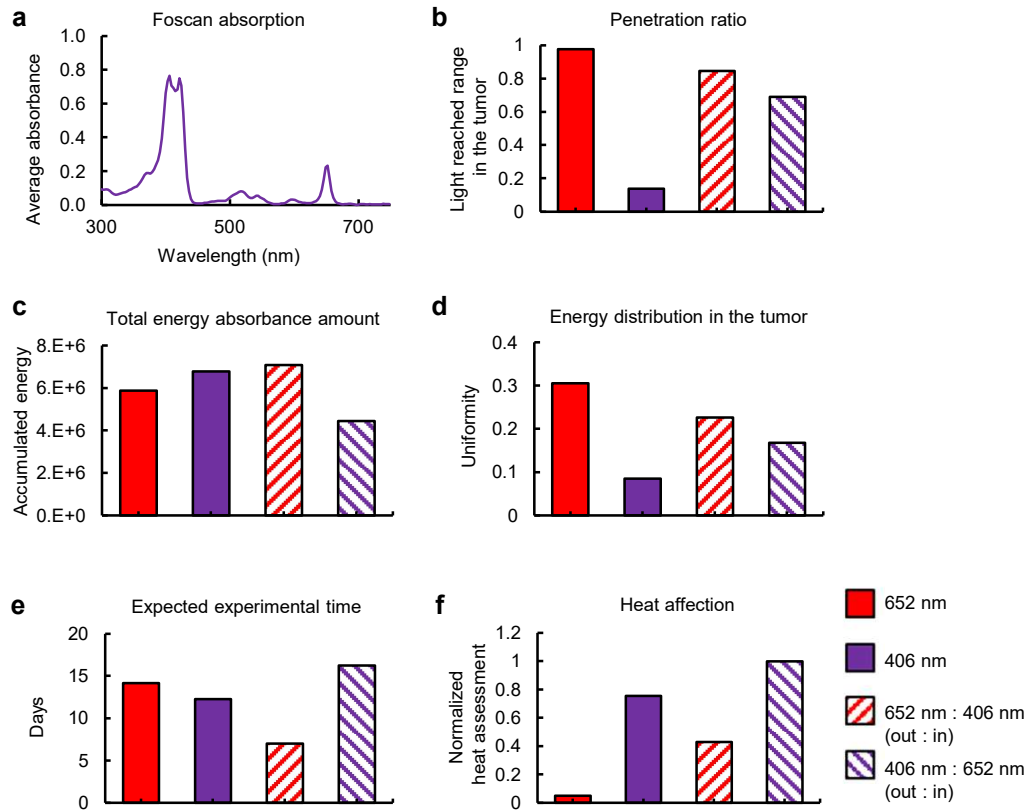 a
Foscan absorption
Average absorbance
1.0
0.8
0.6
0.4
0.2
0.0
300
500
700
Wavelength (nm)
b
Penetration ratio
Light reached range
in the tumor
1
0.8
0.6
0.4
0.2
0
c
Total energy absorbance amount
Accumulated energy
8.E+6
6.E+6
4.E+6
2.E+6
0.E+0
d
Energy distribution in the tumor
Uniformity
0.4
0.3
0.2
0.1
0
e
Expected experimental time
Days
20
15
10
5
0
f
Heat affection
Normalized
heat assessment
1.2
1
0.8
0.6
0.4
0.2
0
652 nm
406 nm
652 nm : 406 nm
(out : in)
406 nm : 652 nm
(out : in)